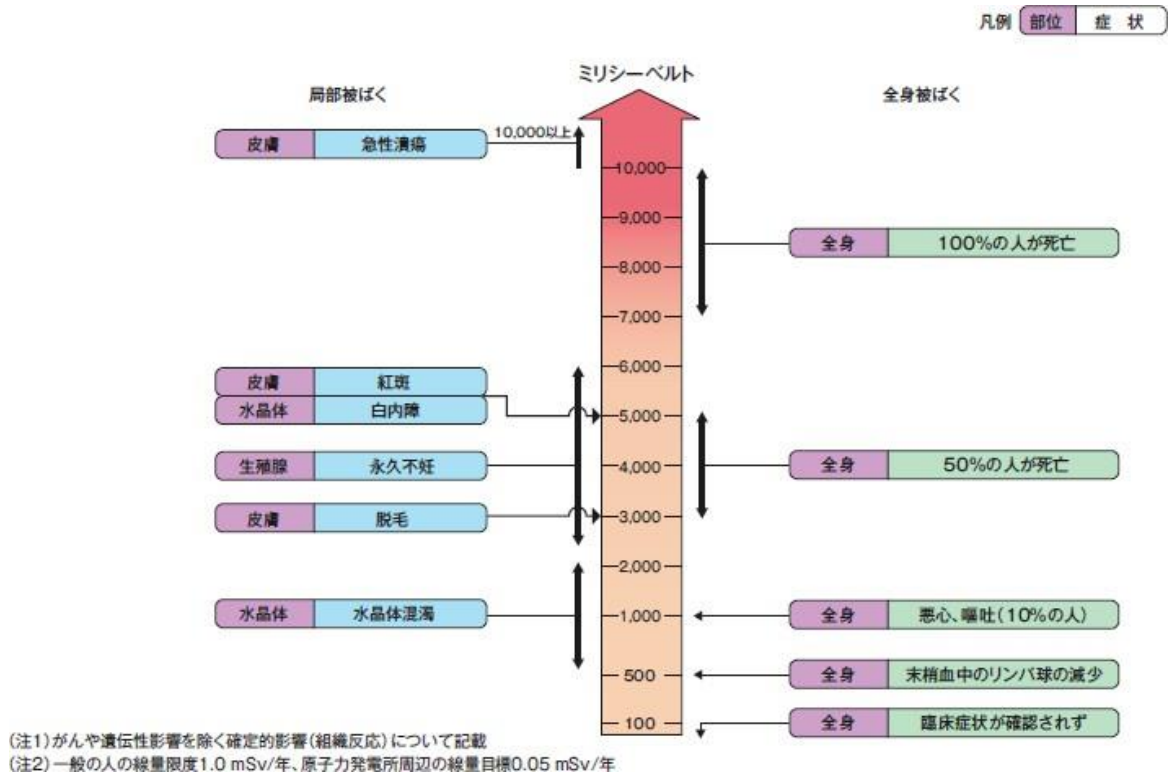 凡例 部位 症 状
ミリシーベルト
局部被ばく
全身被ばく
皮膚 急性潰瘍
10,000以上
10,000
9,000
全身 100%の人が死亡
8,000
7,000
6,000
皮膚 紅斑
水晶体 白内障
5,000
生殖腺 永久不妊
4,000
全身 50%の人が死亡
皮膚 脱毛
3,000
2,000
水晶体 水晶体混濁
1,000
全身 悪心、嘔吐(10%の人)
500
全身 末梢血中のリンパ球の減少
100
全身 臨床症状が確認されず
(注1)がんや遺伝性影響を除く確定的影響(組織反応)について記載
(注2)一般の人の線量限度1.0 mSv/年、原子力発電所周辺の線量目標0.05 mSv/年